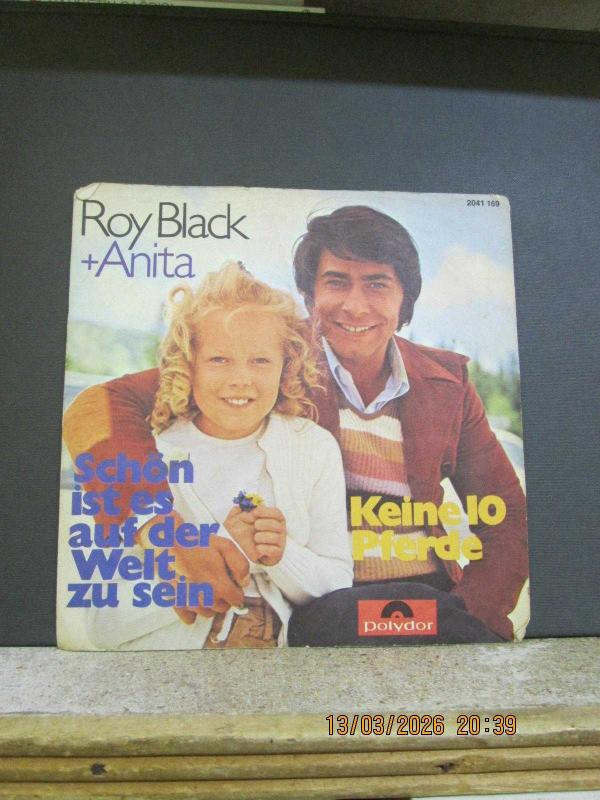 Roy Black
+Anita
2041 169
Schön
ist es
auf der
Welt
zu sein
Keine 10
Pferde
polydor
13/03/2026 20:39